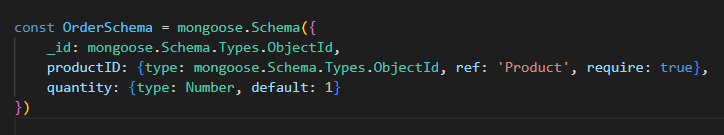 const OrderSchema = mongoose.Schema({
    _id: mongoose.Schema.Types.ObjectId,
    productID: {type: mongoose.Schema.Types.ObjectId, ref: 'Product', require: true},
    quantity: {type: Number, default: 1}
})